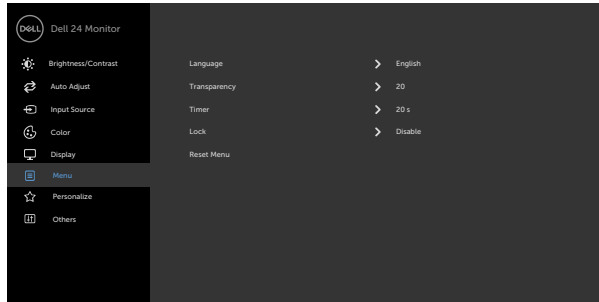 DELL Dell 24 Monitor
Brightness/Contrast
Auto Adjust
Input Source
Color
Display
Menu
Personalize
Others
Language > English
Transparency > 20
Timer > 20 s
Lock > Disable
Reset Menu